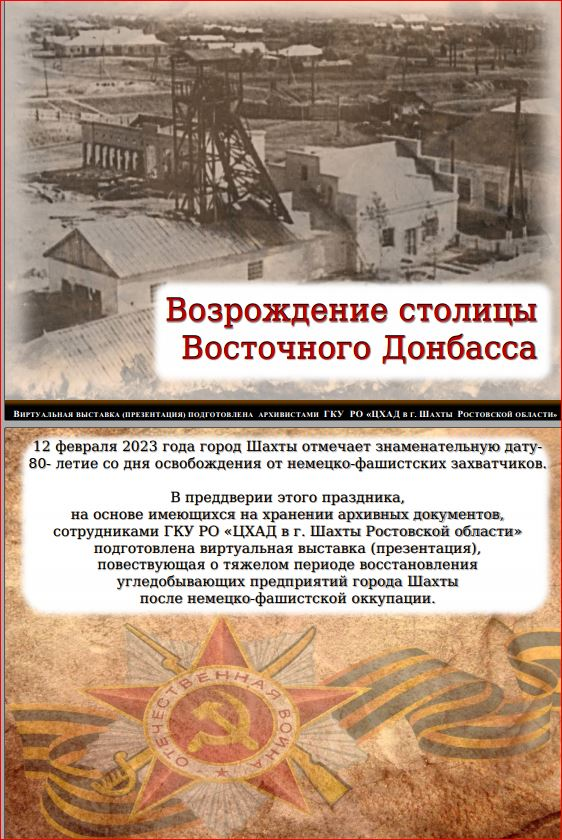 Возрождение столицы
Восточного Донбасса
Виртуальная выставка (презентация) подготовлена архивистами ГКУ РО «ЦХАД в г. Шахты Ростовской области»
12 февраля 2023 года город Шахты отмечает знаменательную дату-
80- летие со дня освобождения от немецко-фашистских захватчиков.
В преддверии этого праздника,
на основе имеющихся на хранении архивных документов,
сотрудниками ГКУ РО «ЦХАД в г. Шахты Ростовской области»
подготовлена виртуальная выставка (презентация),
повествующая о тяжелом периоде восстановления
угледобывающих предприятий города Шахты
после немецко-фашистской оккупации.
ОТЕЧЕСТВЕННАЯ ВОЙНА